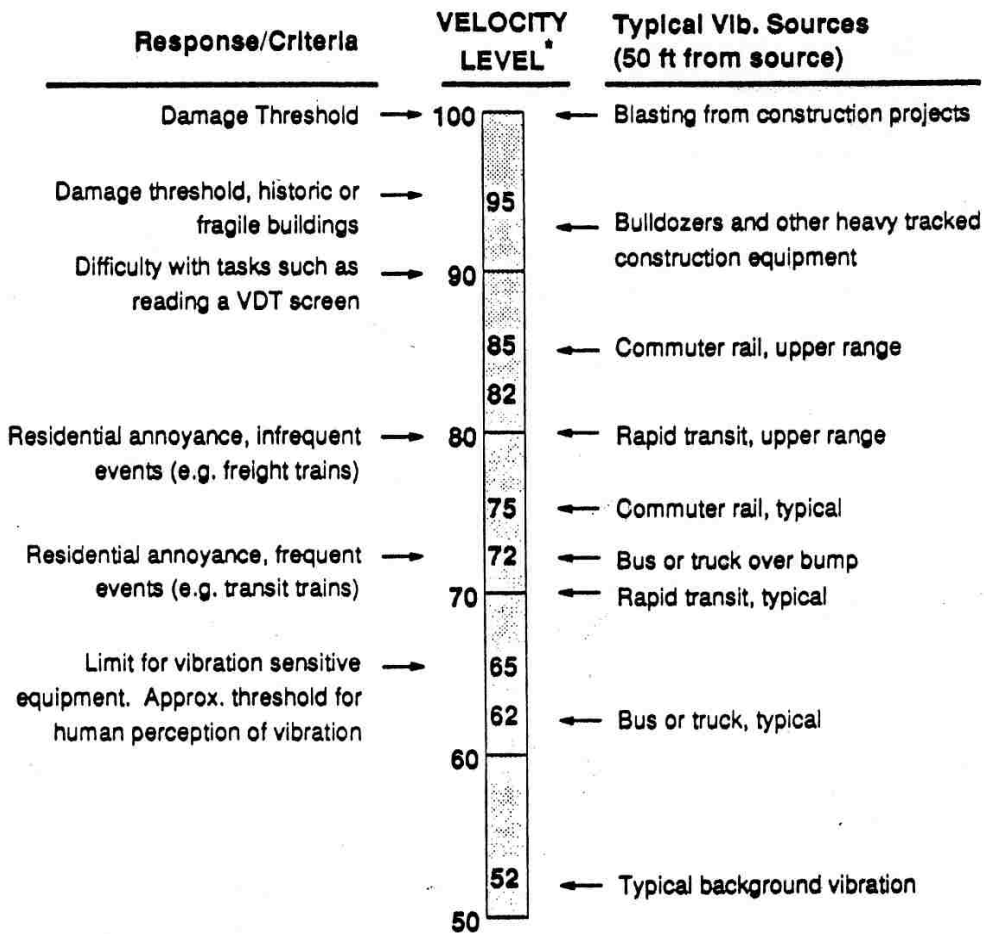 Response/Criteria
VELOCITY
LEVEL*
Typical Vib. Sources
(50 ft from source)
Damage Threshold
100
Blasting from construction projects
Damage threshold, historic or
fragile buildings
95
Bulldozers and other heavy tracked
construction equipment
Difficulty with tasks such as
reading a VDT screen
90
85
Commuter rail, upper range
82
Residential annoyance, infrequent
events (e.g. freight trains)
80
Rapid transit, upper range
75
Commuter rail, typical
Residential annoyance, frequent
events (e.g. transit trains)
72
Bus or truck over bump
70
Rapid transit, typical
Limit for vibration sensitive
equipment. Approx. threshold for
human perception of vibration
65
62
Bus or truck, typical
60
52
Typical background vibration
50